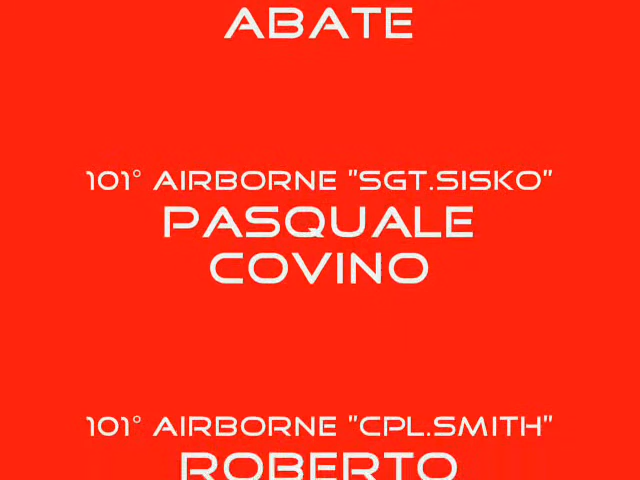 ABATE
101° AIRBORNE "SGT.SISKO"
PASQUALE
COVINO
101° AIRBORNE "CPL.SMITH"
ROBERTO